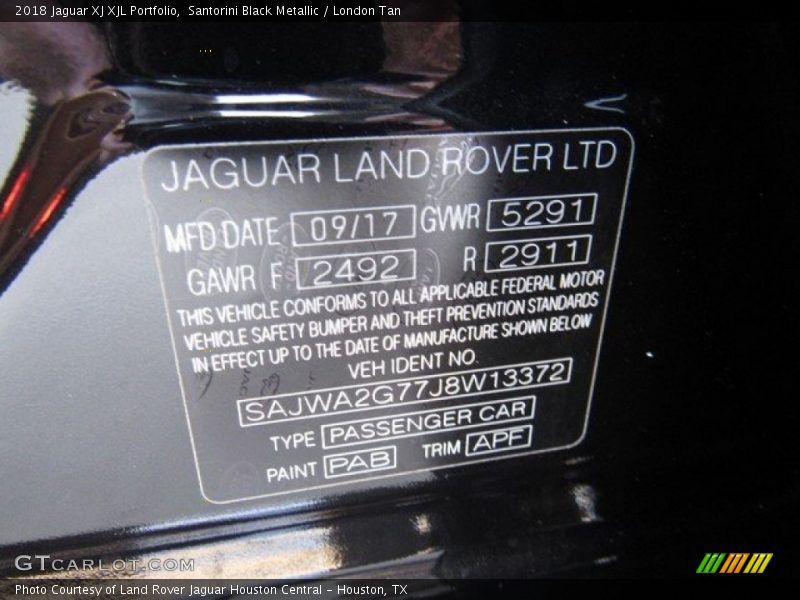 2018 Jaguar XJ XJL Portfolio, Santorini Black Metallic / London Tan
JAGUAR LAND ROVER LTD
MFD DATE 09/17 GVWR 5291
GAWR F 2492 R 2911
THIS VEHICLE CONFORMS TO ALL APPLICABLE FEDERAL MOTOR
VEHICLE SAFETY BUMPER AND THEFT PREVENTION STANDARDS
IN EFFECT UP TO THE DATE OF MANUFACTURE SHOWN BELOW
VEH IDENT NO.
SAJWA2G77J8W13372
TYPE PASSENGER CAR
PAINT PAB TRIM APF
GTCARLOT.COM
Photo Courtesy of Land Rover Jaguar Houston Central - Houston, TX